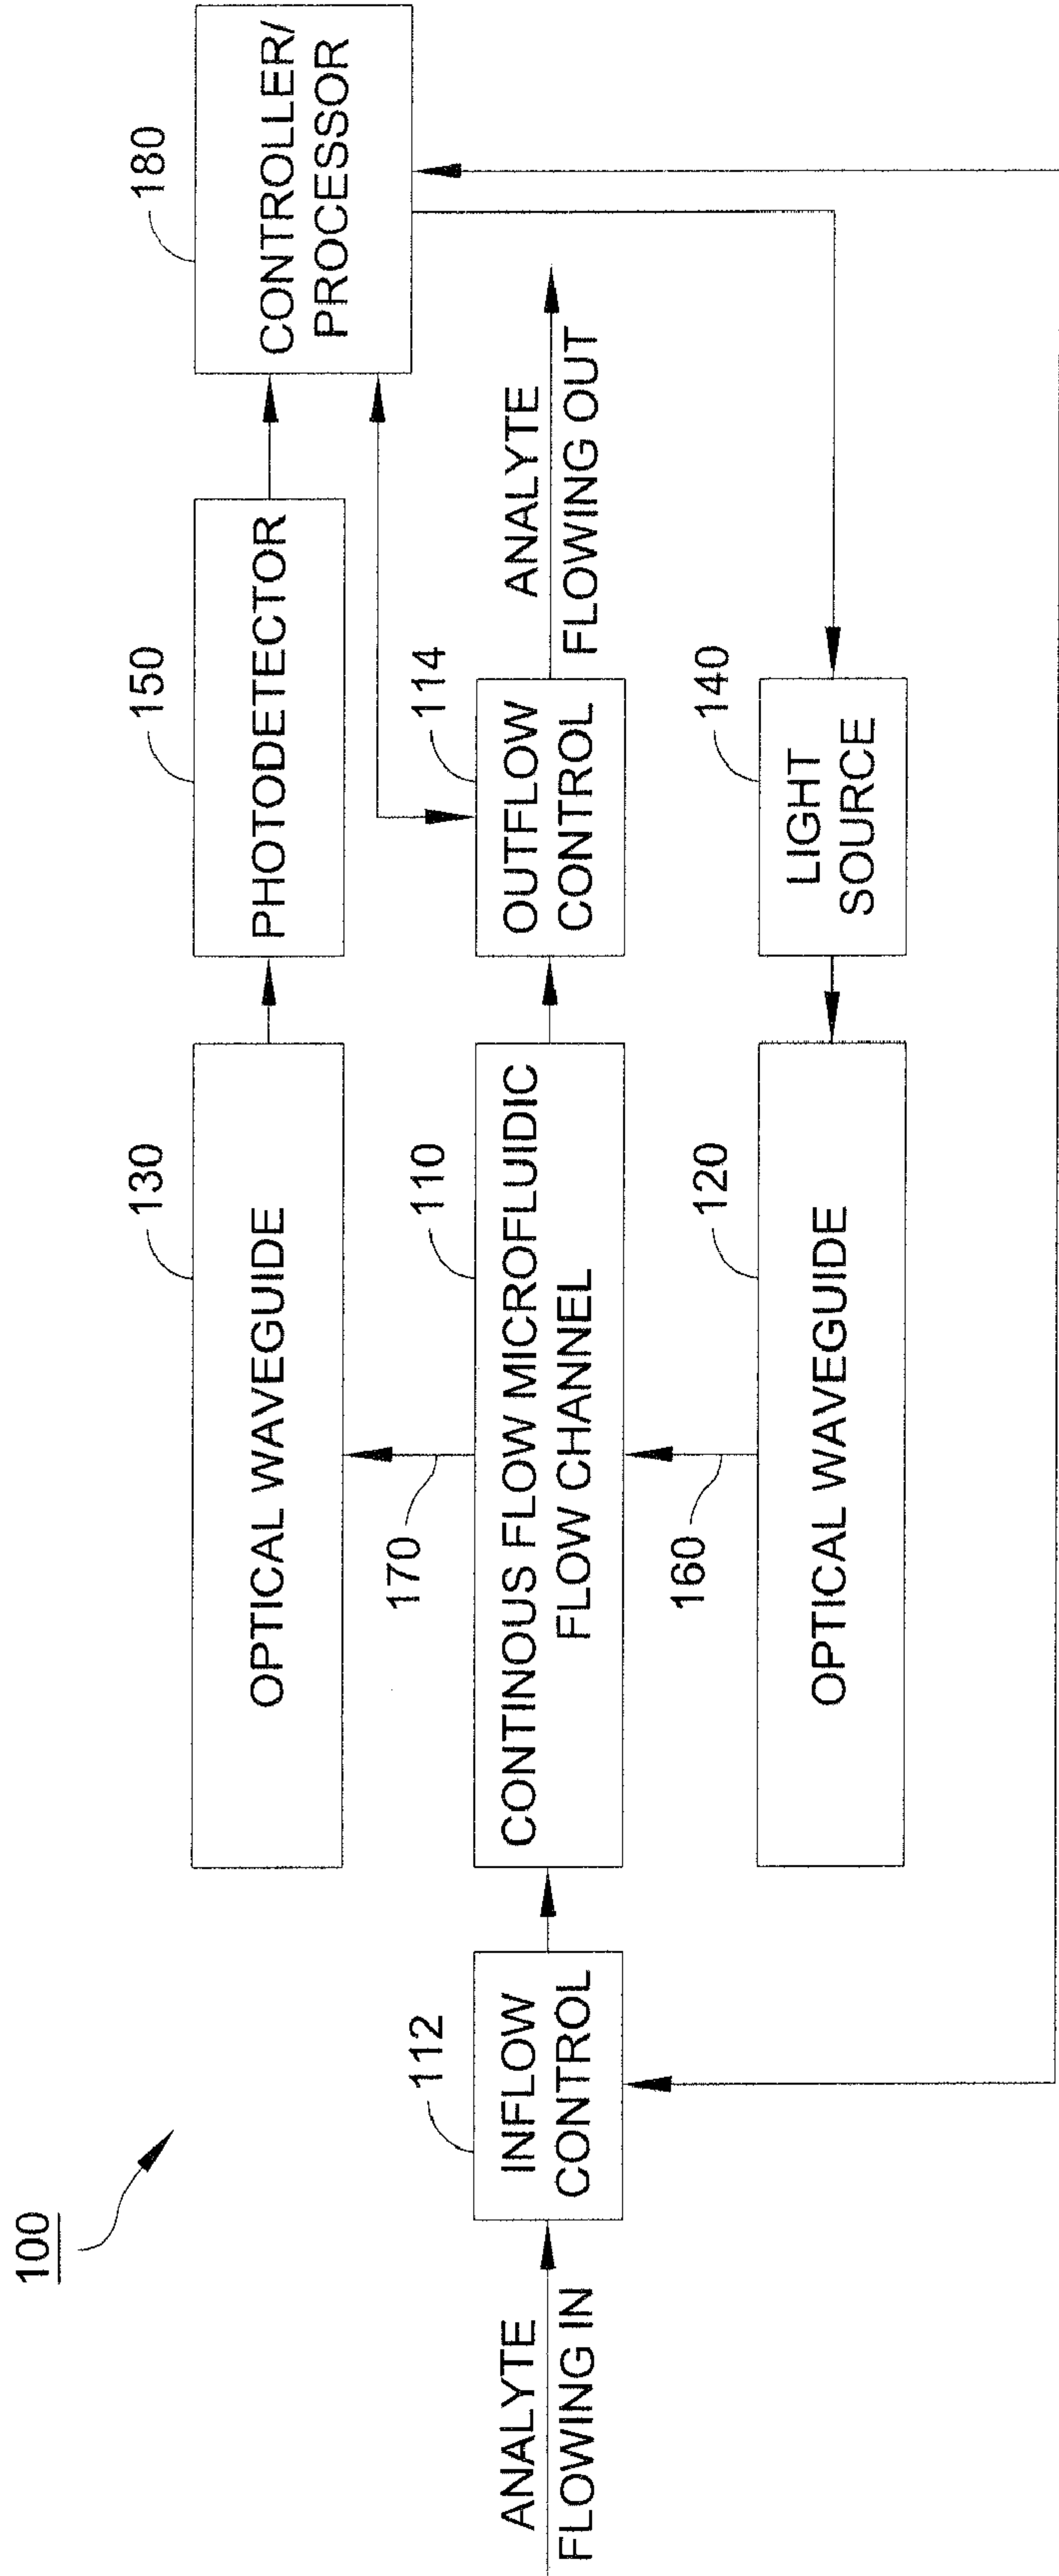 100
130
OPTICAL WAVEGUIDE
150
PHOTODETECTOR
180
CONTROLLER/
PROCESSOR
170
ANALYTE
FLOWING IN
112
INFLOW
CONTROL
110
CONTINOUS FLOW MICROFLUIDIC
FLOW CHANNEL
114
OUTFLOW
CONTROL
ANALYTE
FLOWING OUT
160
120
OPTICAL WAVEGUIDE
140
LIGHT
SOURCE